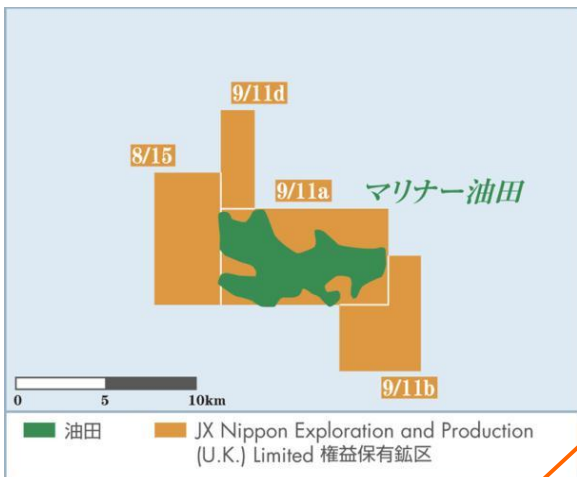 9/11d
8/15
9/11a
マリナー油田
9/11b
0 5 10km
油田
JX Nippon Exploration and Production
(U.K.) Limited 権益保有鉱区